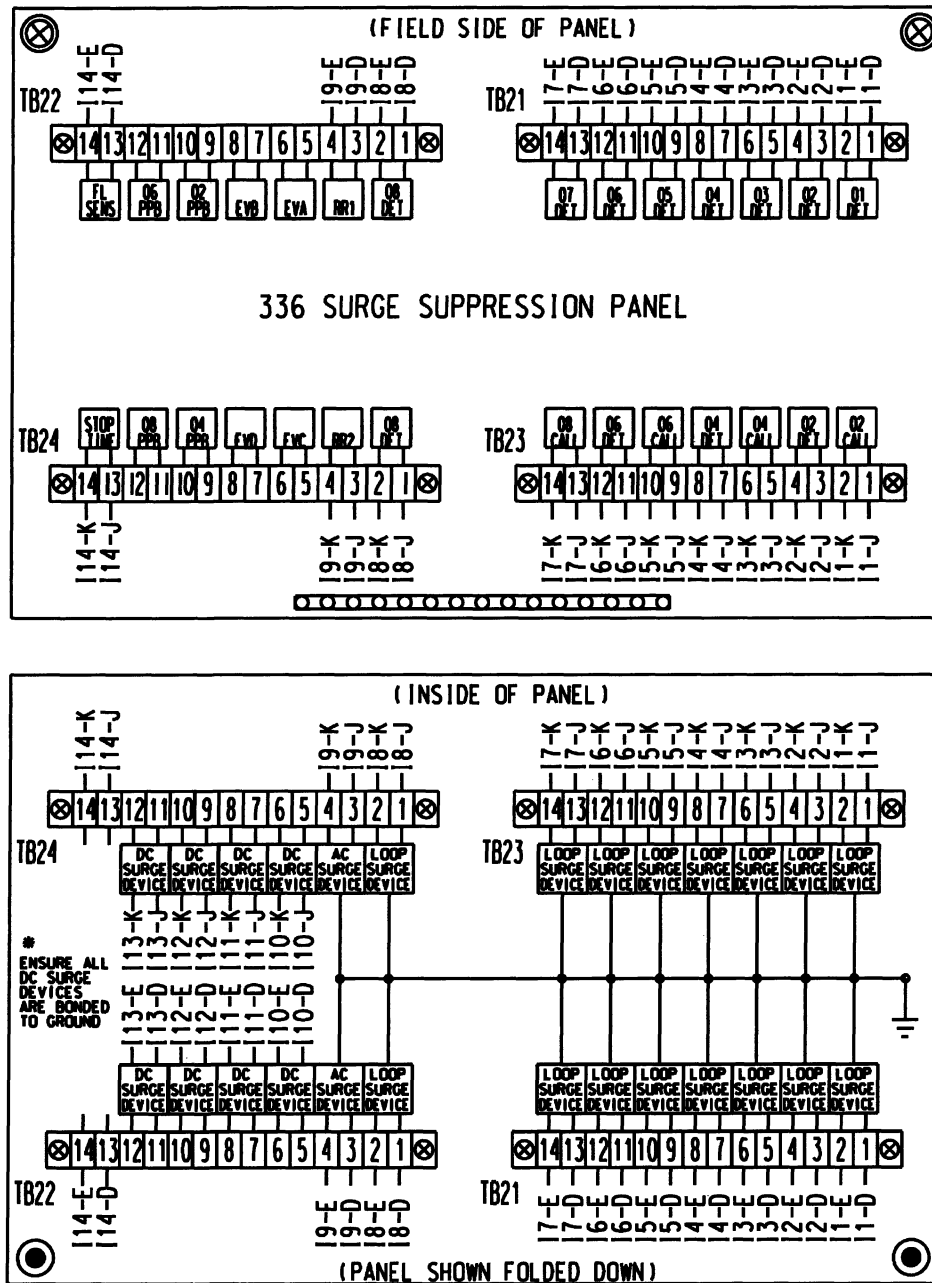 (FIELD SIDE OF PANEL)
I14-E I14-D I9-E I9-D I8-E I8-D
TB22
14 13 12 11 10 9 8 7 6 5 4 3 2 1
FL SENS
06 PPB
02 PPB
EVB
EVA
RR1
08 DET
I7-E I7-D I6-E I6-D I5-E I5-D I4-E I4-D I3-E I3-D I2-E I2-D I1-E I1-D
TB21
14 13 12 11 10 9 8 7 6 5 4 3 2 1
07 DET
06 DET
05 DET
04 DET
03 DET
02 DET
01 DET
336 SURGE SUPPRESSION PANEL
STOP TIME
08 PPB
04 PPB
EVD
EVC
RR2
08 DET
TB24
14 13 12 11 10 9 8 7 6 5 4 3 2 1
I14-K I14-J I9-K I9-J I8-K I8-J
08 CALL
06 DET
06 CALL
04 DET
04 CALL
02 DET
02 CALL
TB23
14 13 12 11 10 9 8 7 6 5 4 3 2 1
I7-K I7-J I6-K I6-J I5-K I5-J I4-K I4-J I3-K I3-J I2-K I2-J I1-K I1-J
(INSIDE OF PANEL)
I14-K I14-J I9-K I9-J I8-K I8-J
14 13 12 11 10 9 8 7 6 5 4 3 2 1
TB24
DC SURGE DEVICE
DC SURGE DEVICE
DC SURGE DEVICE
DC SURGE DEVICE
AC SURGE DEVICE
LOOP SURGE DEVICE
I13-K I13-J I12-K I12-J I11-K I11-J I10-K I10-J
I7-K I7-J I6-K I6-J I5-K I5-J I4-K I4-J I3-K I3-J I2-K I2-J I1-K I1-J
14 13 12 11 10 9 8 7 6 5 4 3 2 1
TB23
LOOP SURGE DEVICE
LOOP SURGE DEVICE
LOOP SURGE DEVICE
LOOP SURGE DEVICE
LOOP SURGE DEVICE
LOOP SURGE DEVICE
LOOP SURGE DEVICE
*
ENSURE ALL
DC SURGE
DEVICES
ARE BONDED
TO GROUND
I13-E I13-D I12-E I12-D I11-E I11-D I10-E I10-D
DC SURGE DEVICE
DC SURGE DEVICE
DC SURGE DEVICE
DC SURGE DEVICE
AC SURGE DEVICE
LOOP SURGE DEVICE
14 13 12 11 10 9 8 7 6 5 4 3 2 1
TB22
I14-E I14-D I9-E I9-D I8-E I8-D
LOOP SURGE DEVICE
LOOP SURGE DEVICE
LOOP SURGE DEVICE
LOOP SURGE DEVICE
LOOP SURGE DEVICE
LOOP SURGE DEVICE
LOOP SURGE DEVICE
14 13 12 11 10 9 8 7 6 5 4 3 2 1
TB21
I7-E I7-D I6-E I6-D I5-E I5-D I4-E I4-D I3-E I3-D I2-E I2-D I1-E I1-D
(PANEL SHOWN FOLDED DOWN)